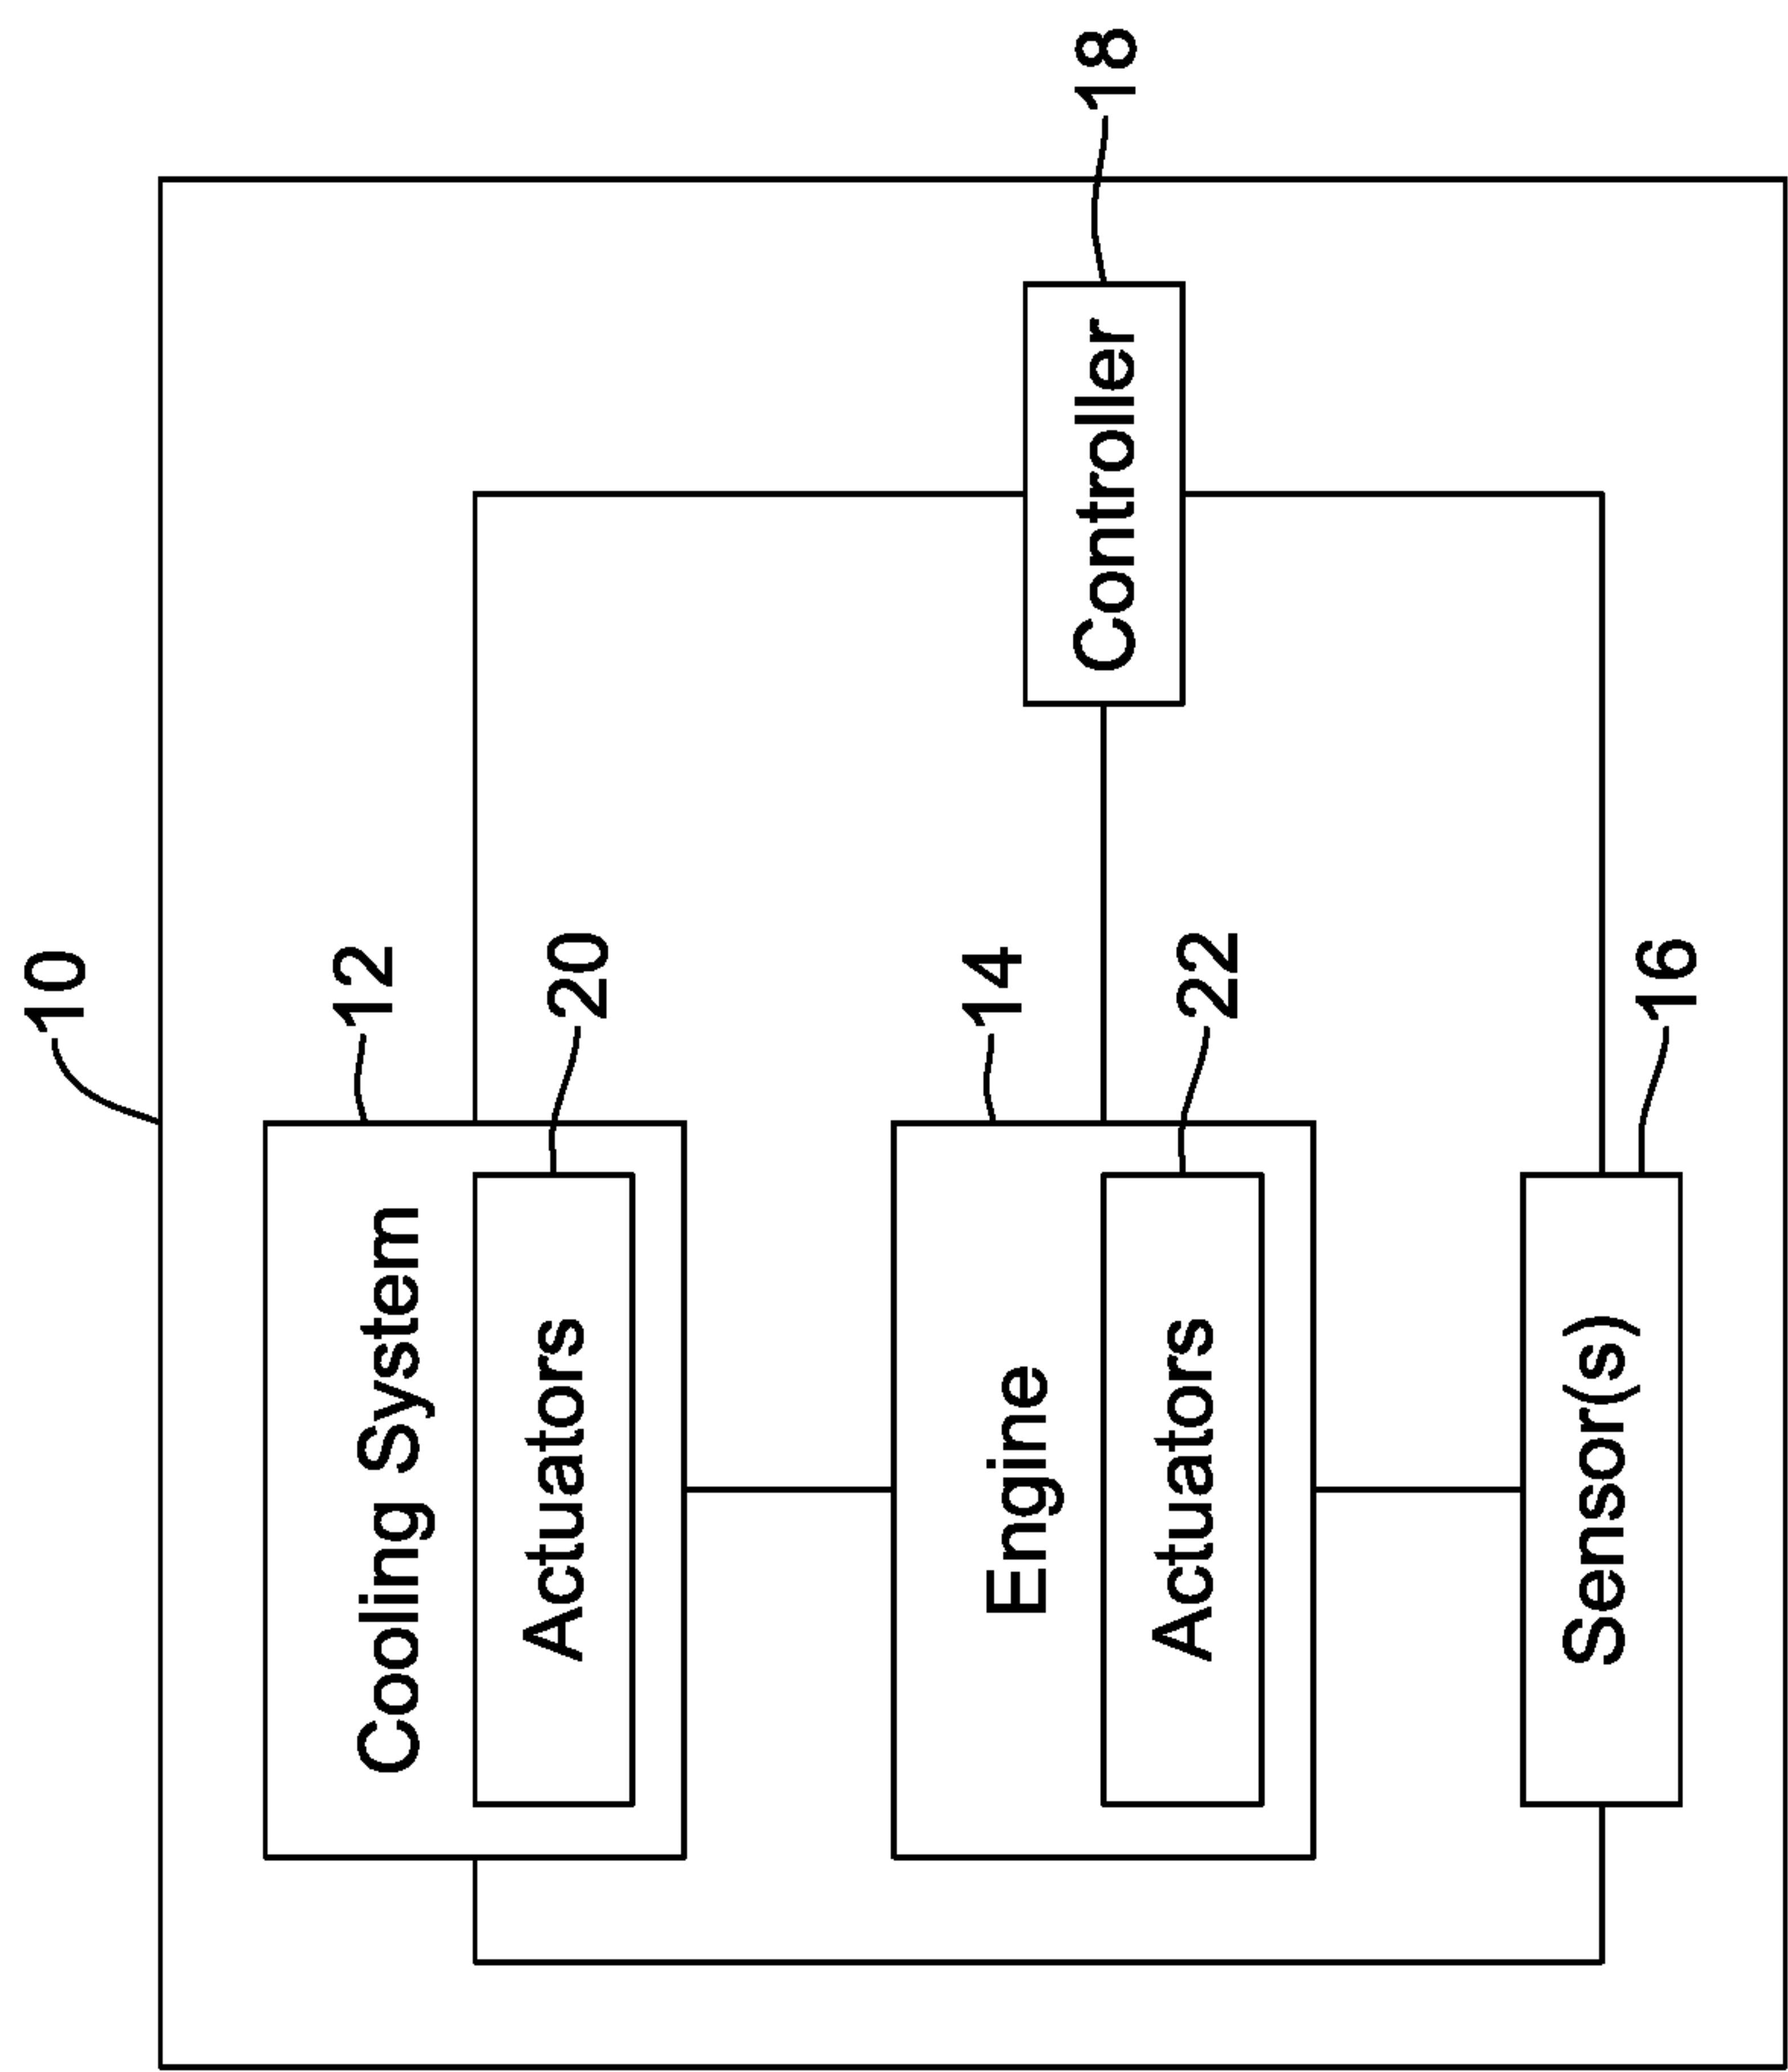 10
12
Cooling System
20
Actuators
14
Engine
22
Actuators
16
Sensor(s)
18
Controller